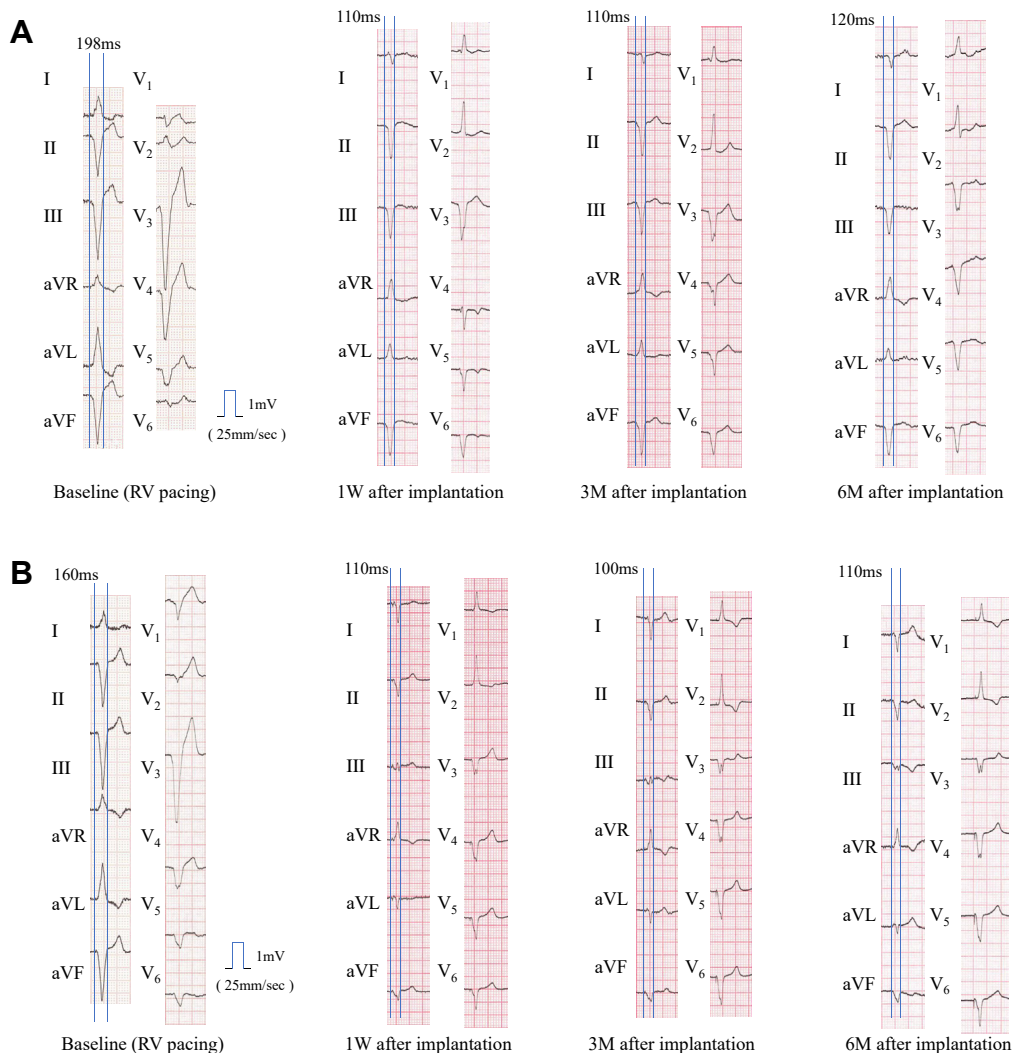 A
198ms
I V1
II V2
III V3
aVR V4
aVL V5
aVF V6
1mV
( 25mm/sec )
Baseline (RV pacing)
110ms
I V1
II V2
III V3
aVR V4
aVL V5
aVF V6
1W after implantation
110ms
I V1
II V2
III V3
aVR V4
aVL V5
aVF V6
3M after implantation
120ms
I V1
II V2
III V3
aVR V4
aVL V5
aVF V6
6M after implantation
B
160ms
I V1
II V2
III V3
aVR V4
aVL V5
aVF V6
1mV
( 25mm/sec )
Baseline (RV pacing)
110ms
I V1
II V2
III V3
aVR V4
aVL V5
aVF V6
1W after implantation
100ms
I V1
II V2
III V3
aVR V4
aVL V5
aVF V6
3M after implantation
110ms
I V1
II V2
III V3
aVR V4
aVL V5
aVF V6
6M after implantation